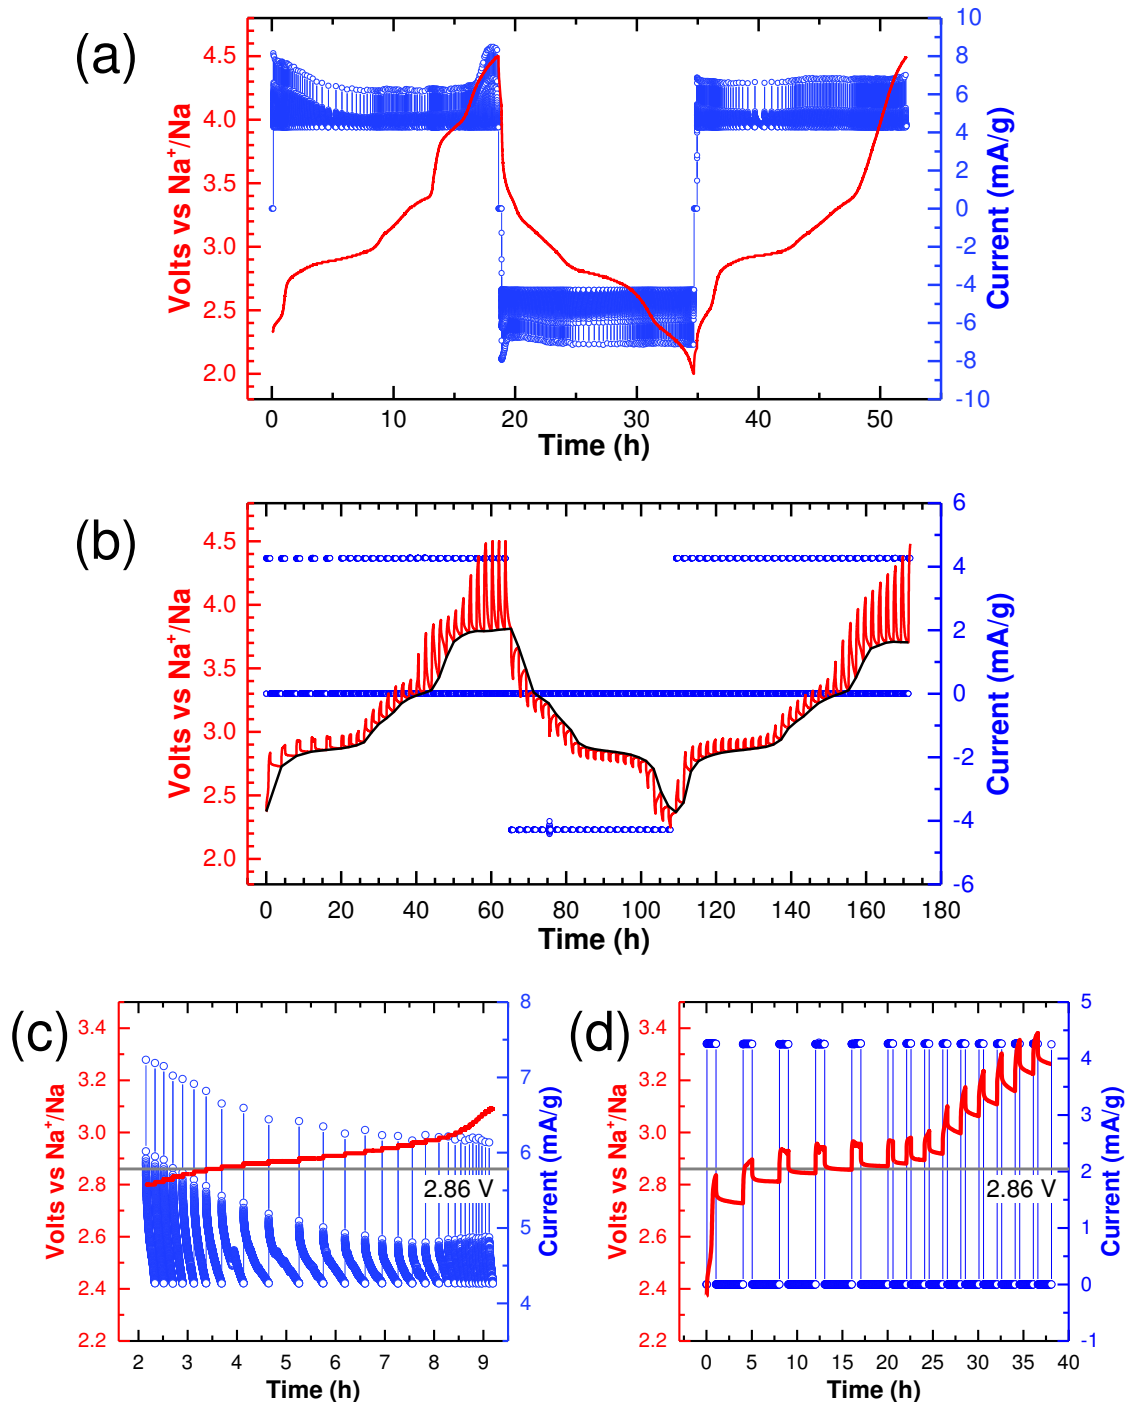 (a)
4.5
4.0
3.5
3.0
2.5
2.0
Volts vs Na⁺/Na
10
8
6
4
2
0
-2
-4
-6
-8
-10
Current (mA/g)
0 10 20 30 40 50
Time (h)
(b)
4.5
4.0
3.5
3.0
2.5
2.0
Volts vs Na⁺/Na
6
4
2
0
-2
-4
-6
Current (mA/g)
0 20 40 60 80 100 120 140 160 180
Time (h)
(c)
3.4
3.2
3.0
2.8
2.6
2.4
2.2
Volts vs Na⁺/Na
2.86 V
8
7
6
5
4
Current (mA/g)
2 3 4 5 6 7 8 9
Time (h)
(d)
3.4
3.2
3.0
2.8
2.6
2.4
2.2
Volts vs Na⁺/Na
2.86 V
5
4
3
2
1
0
-1
Current (mA/g)
0 5 10 15 20 25 30 35 40
Time (h)